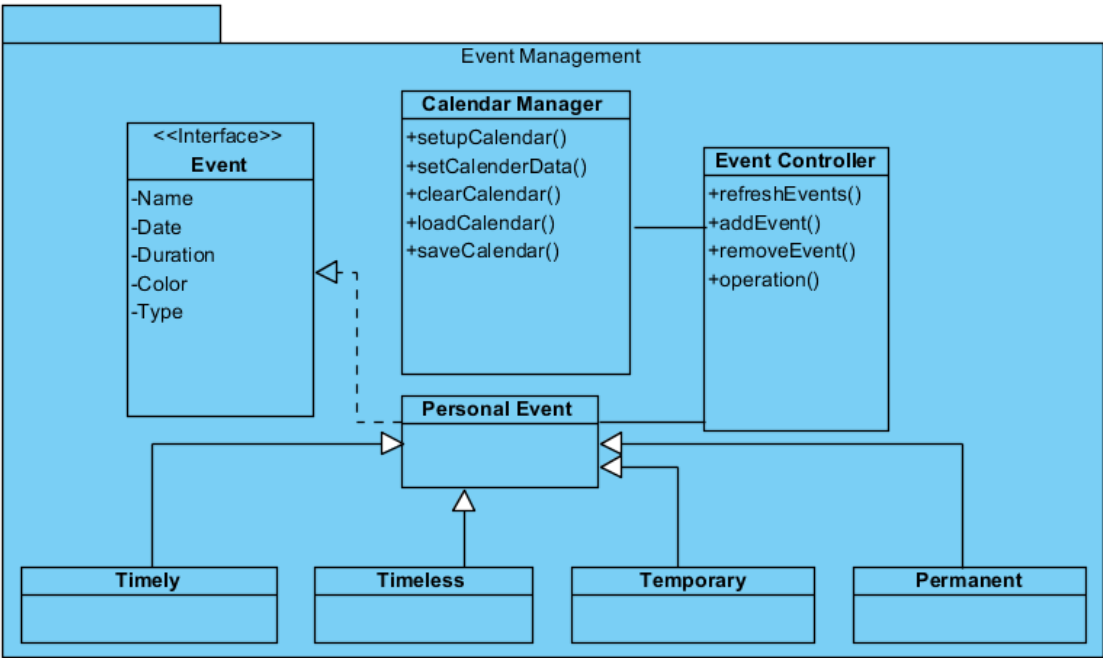 Event Management
<<Interface>>
Event
-Name
-Date
-Duration
-Color
-Type
Calendar Manager
+setupCalendar()
+setCalenderData()
+clearCalendar()
+loadCalendar()
+saveCalendar()
Event Controller
+refreshEvents()
+addEvent()
+removeEvent()
+operation()
Personal Event
Timely
Timeless
Temporary
Permanent